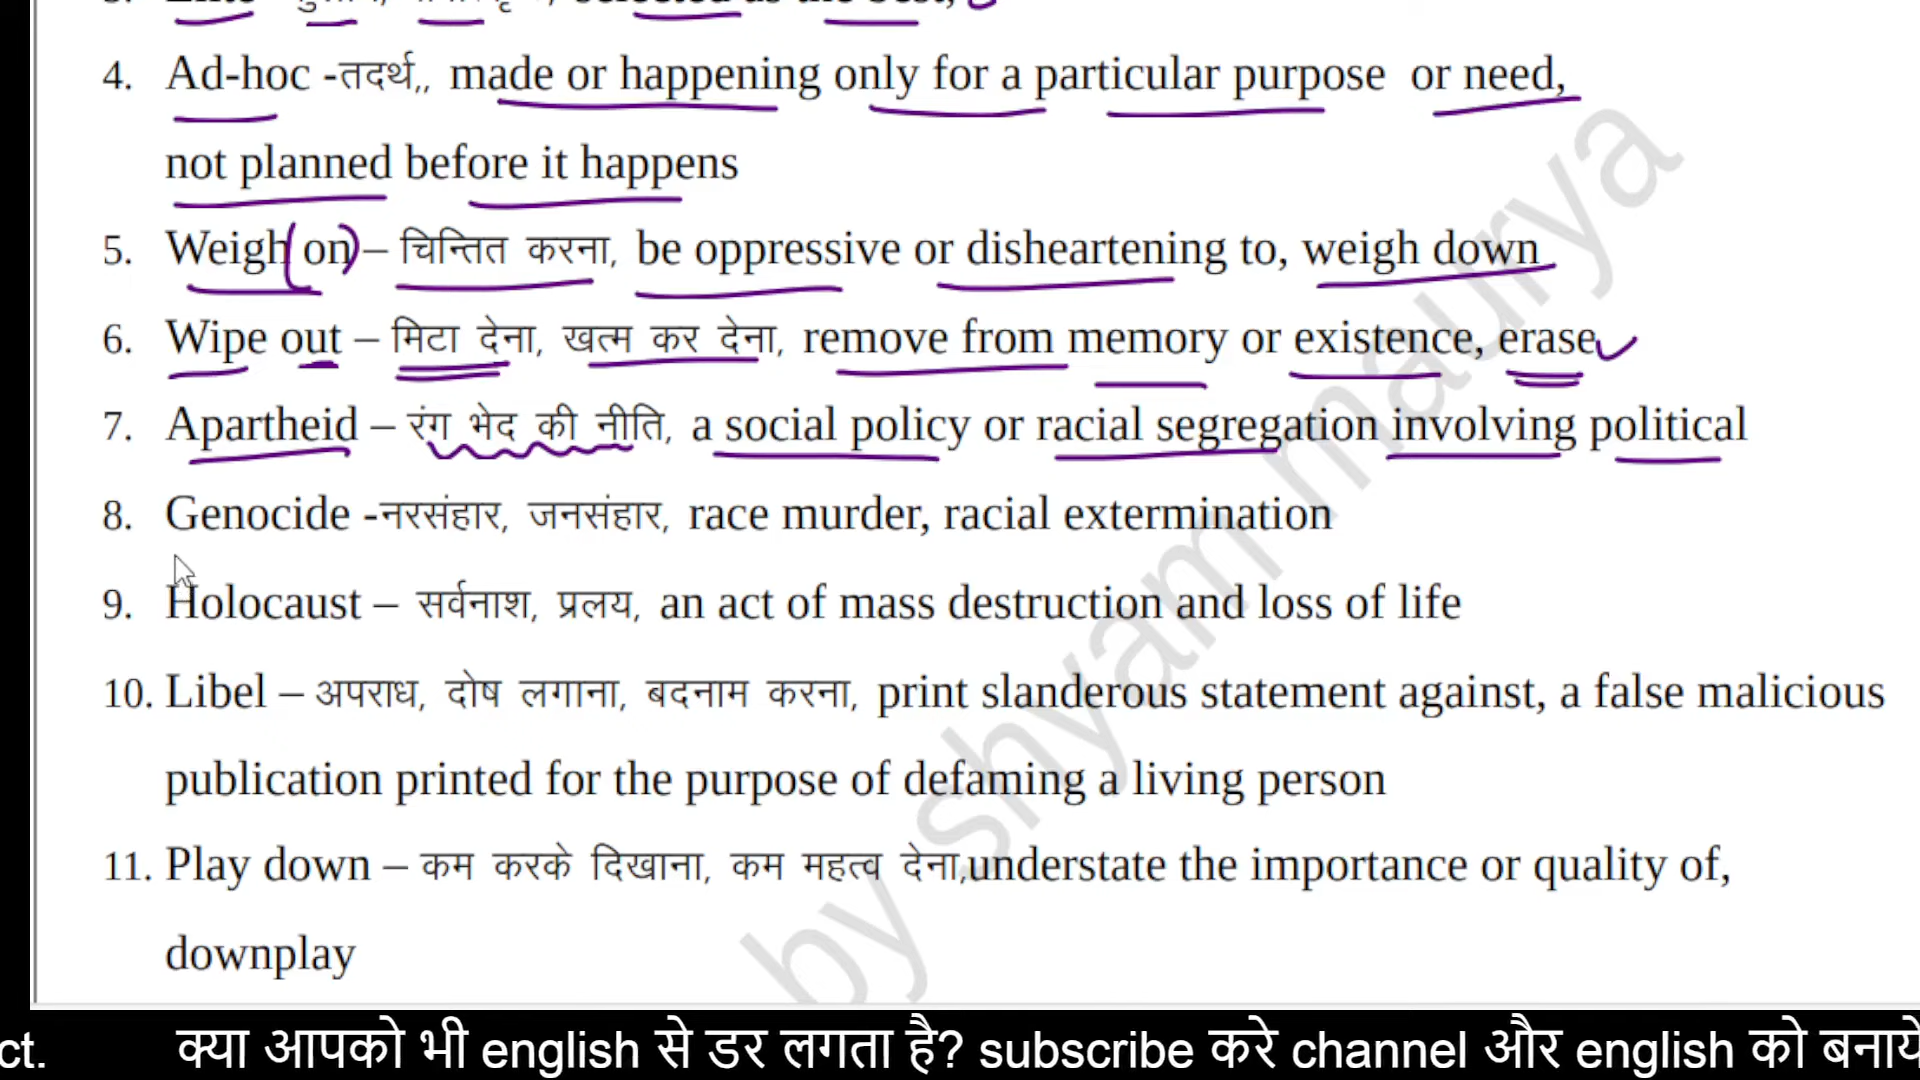 selected as the best,
4. Ad-hoc -तदर्थ,, made or happening only for a particular purpose or need,
not planned before it happens
5. Weigh on – चिन्तित करना, be oppressive or disheartening to, weigh down
6. Wipe out – मिटा देना, खत्म कर देना, remove from memory or existence, erase
7. Apartheid – रंग भेद की नीति, a social policy or racial segregation involving political
8. Genocide -नरसंहार, जनसंहार, race murder, racial extermination
9. Holocaust – सर्वनाश, प्रलय, an act of mass destruction and loss of life
10. Libel – अपराध, दोष लगाना, बदनाम करना, print slanderous statement against, a false malicious
publication printed for the purpose of defaming a living person
11. Play down – कम करके दिखाना, कम महत्व देना,understate the importance or quality of,
downplay
by shyam maurya
ct. क्या आपको भी english से डर लगता है? subscribe करे channel और english को बनाये